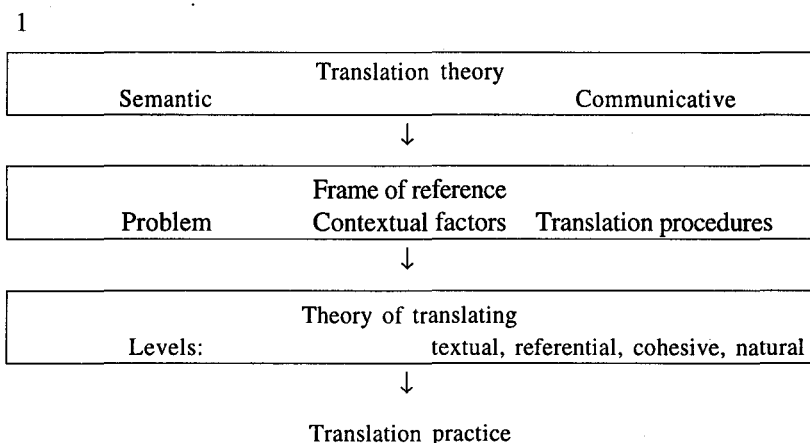 1
Translation theory
Semantic Communicative
↓
Frame of reference
Problem Contextual factors Translation procedures
↓
Theory of translating
Levels: textual, referential, cohesive, natural
↓
Translation practice